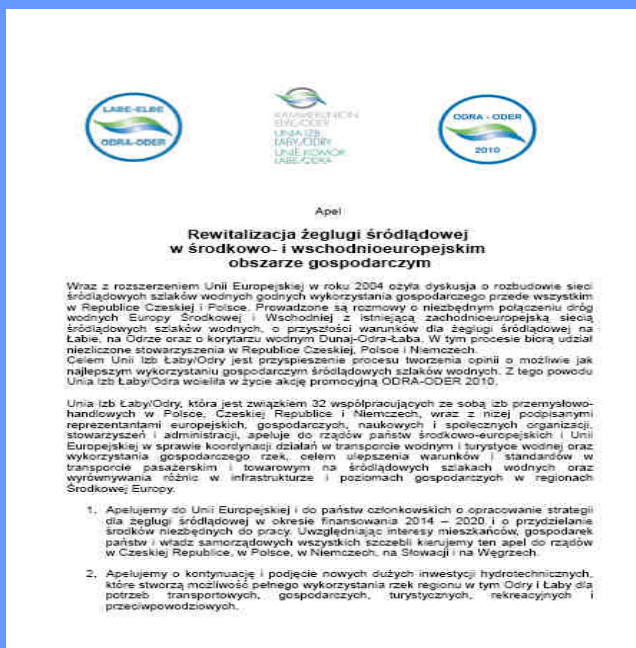 LABE-ELBE
ODRA-ODER
KAMMERUNION
ELBE/ODER
UNIA IZB
ŁABY/ODRY
UNIE KOMOR
LABE/ODRA
ODRA - ODER
2010
Apel
Rewitalizacja żeglugi śródlądowej
w środkowo- i wschodnioeuropejskim
obszarze gospodarczym
Wraz z rozszerzeniem Unii Europejskiej w roku 2004 ożyła dyskusja o rozbudowie sieci
śródlądowych szlaków wodnych godnych wykorzystania gospodarczego przede wszystkim
w Republice Czeskiej i Polsce. Prowadzone są rozmowy o niezbędnym połączeniu dróg
wodnych Europy Środkowej i Wschodniej z istniejącą zachodnioeuropejską siecią
śródlądowych szlaków wodnych, o przyszłości warunków dla żeglugi śródlądowej na
Łabie, na Odrze oraz o korytarzu wodnym Dunaj-Odra-Łaba. W tym procesie biorą udział
niezliczone stowarzyszenia w Republice Czeskiej, Polsce i Niemczech.
Celem Unii Izb Łaby/Odry jest przyspieszenie procesu tworzenia opinii o możliwie jak
najlepszym wykorzystaniu gospodarczym śródlądowych szlaków wodnych. Z tego powodu
Unia Izb Łaby/Odra wcieliła w życie akcję promocyjną ODRA-ODER 2010.
Unia Izb Łaby/Odry, która jest związkiem 32 współpracujących ze sobą izb przemysłowo-
handlowych w Polsce, Czeskiej Republice i Niemczech, wraz z niżej podpisanymi
reprezentantami europejskich, gospodarczych, naukowych i społecznych organizacji,
stowarzyszeń i administracji, apeluje do rządów państw środkowo-europejskich i Unii
Europejskiej w sprawie koordynacji działań w transporcie wodnym i turystyce wodnej oraz
wykorzystania gospodarczego rzek, celem ulepszenia warunków i standardów w
transporcie pasażerskim i towarowym na śródlądowych szlakach wodnych oraz
wyrównywania różnic w infrastrukturze i poziomach gospodarczych w regionach
Środkowej Europy.
1. Apelujemy do Unii Europejskiej i do państw członkowskich o opracowanie strategii
dla żeglugi śródlądowej w okresie finansowania 2014 – 2020 i o przydzielanie
środków niezbędnych do pracy. Uwzględniając interesy mieszkańców, gospodarek
państw i władz samorządowych wszystkich szczebli kierujemy ten apel do rządów
w Czeskiej Republice, w Polsce, w Niemczech, na Słowacji i na Węgrzech.
2. Apelujemy o kontynuację i podjęcie nowych dużych inwestycji hydrotechnicznych,
które stworzą możliwość pełnego wykorzystania rzek regionu w tym Odry i Łaby dla
potrzeb transportowych, gospodarczych, turystycznych, rekreacyjnych i
przeciwpowodziowych.